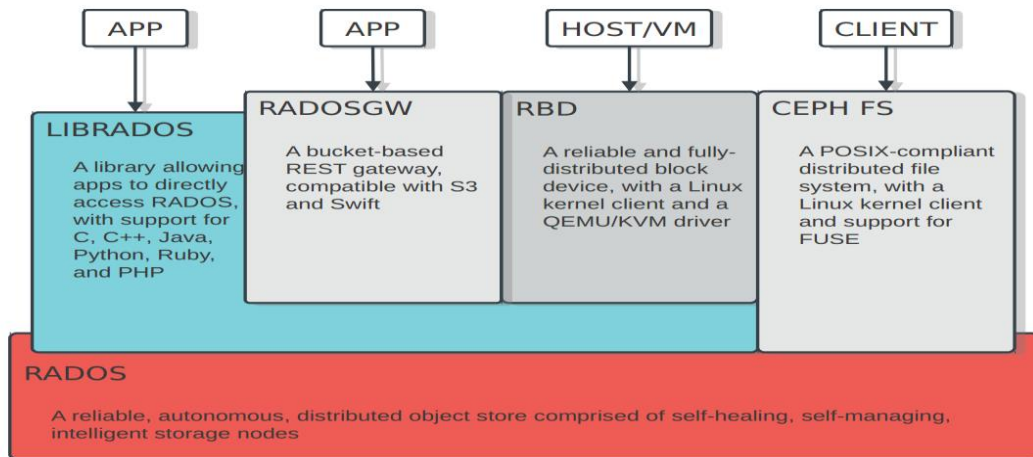 APP
APP
HOST/VM
CLIENT
LIBRADOS
A library allowing
apps to directly
access RADOS,
with support for
C, C++, Java,
Python, Ruby,
and PHP
RADOSGW
A bucket-based
REST gateway,
compatible with S3
and Swift
RBD
A reliable and fully-
distributed block
device, with a Linux
kernel client and a
QEMU/KVM driver
CEPH FS
A POSIX-compliant
distributed file
system, with a
Linux kernel client
and support for
FUSE
RADOS
A reliable, autonomous, distributed object store comprised of self-healing, self-managing,
intelligent storage nodes